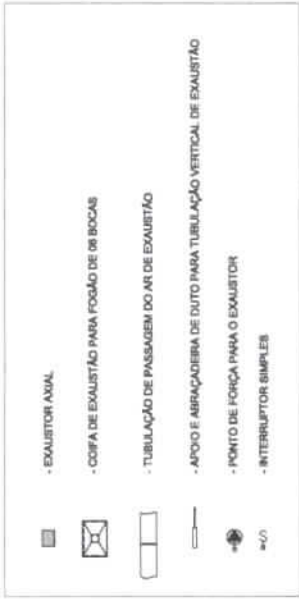 - EXAUSTOR AXIAL
- COIFA DE EXAUSTÃO PARA FOGÃO DE 06 BOCAS
- TUBULAÇÃO DE PASSAGEM DO AR DE EXAUSTÃO
- APOIO E ABRAÇADEIRA DE DUTO PARA TUBULAÇÃO VERTICAL DE EXAUSTÃO
- PONTO DE FORÇA PARA O EXAUSTOR
- INTERRUPTOR SIMPLES